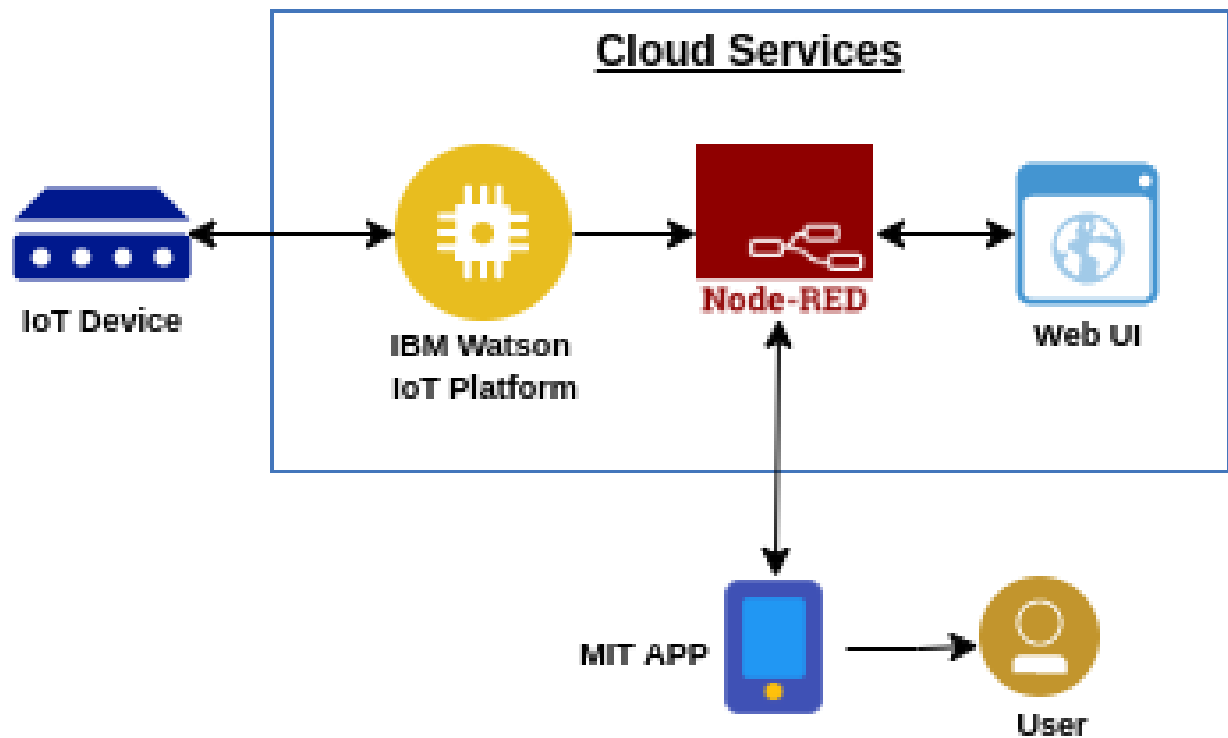 Cloud Services
IoT Device
IBM Watson
IoT Platform
Node-RED
Web UI
MIT APP
User